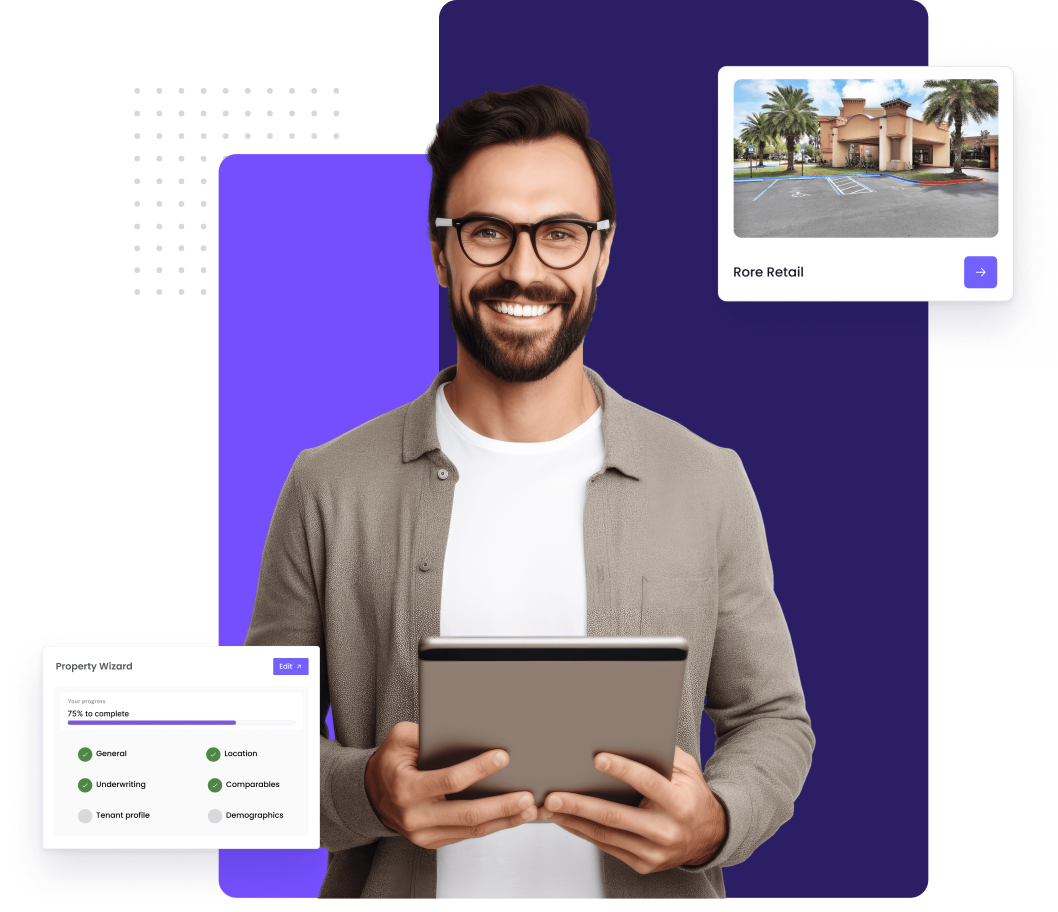 Rore Retail
Property Wizard
Edit
Your progress
75% to complete
General
Location
Underwriting
Comparables
Tenant profile
Demographics